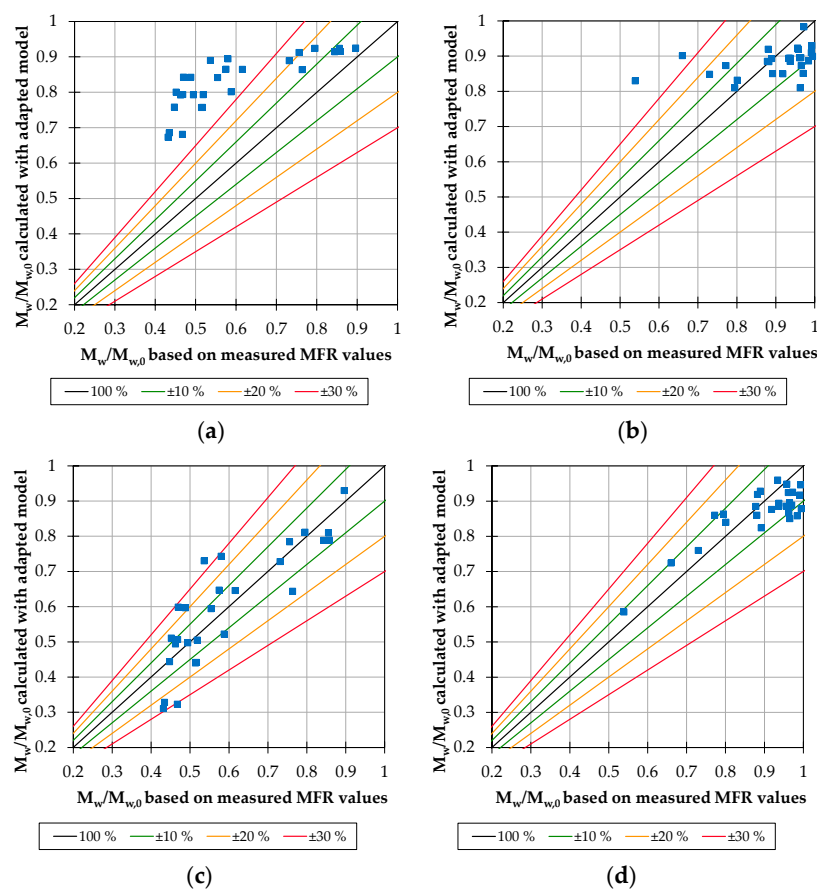 1
0.9
0.8
0.7
0.6
0.5
0.4
0.3
0.2
0.2 0.3 0.4 0.5 0.6 0.7 0.8 0.9 1
Mw/Mw,0 calculated with adapted model
Mw/Mw,0 based on measured MFR values
100 % ±10 % ±20 % ±30 %
(a)
1
0.9
0.8
0.7
0.6
0.5
0.4
0.3
0.2
0.2 0.3 0.4 0.5 0.6 0.7 0.8 0.9 1
Mw/Mw,0 calculated with adapted model
Mw/Mw,0 based on measured MFR values
100 % ±10 % ±20 % ±30 %
(b)
1
0.9
0.8
0.7
0.6
0.5
0.4
0.3
0.2
0.2 0.3 0.4 0.5 0.6 0.7 0.8 0.9 1
Mw/Mw,0 calculated with adapted model
Mw/Mw,0 based on measured MFR values
100 % ±10 % ±20 % ±30 %
(c)
1
0.9
0.8
0.7
0.6
0.5
0.4
0.3
0.2
0.2 0.3 0.4 0.5 0.6 0.7 0.8 0.9 1
Mw/Mw,0 calculated with adapted model
Mw/Mw,0 based on measured MFR values
100 % ±10 % ±20 % ±30 %
(d)